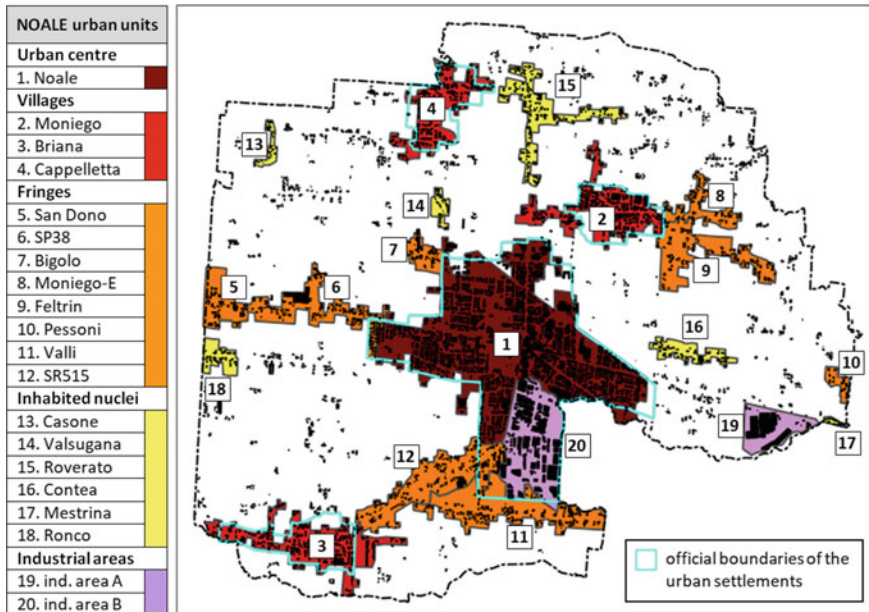 NOALE urban units
Urban centre
1. Noale
Villages
2. Moniego
3. Briana
4. Cappelletta
Fringes
5. San Dono
6. SP38
7. Bigolo
8. Moniego-E
9. Feltrin
10. Pessoni
11. Valli
12. SR515
Inhabited nuclei
13. Casone
14. Valsugana
15. Roverato
16. Contea
17. Mestrina
18. Ronco
Industrial areas
19. ind. area A
20. ind. area B
15
4
13
8
14
2
7
9
5
6
1
16
10
18
19
17
20
12
11
3
official boundaries of the
urban settlements